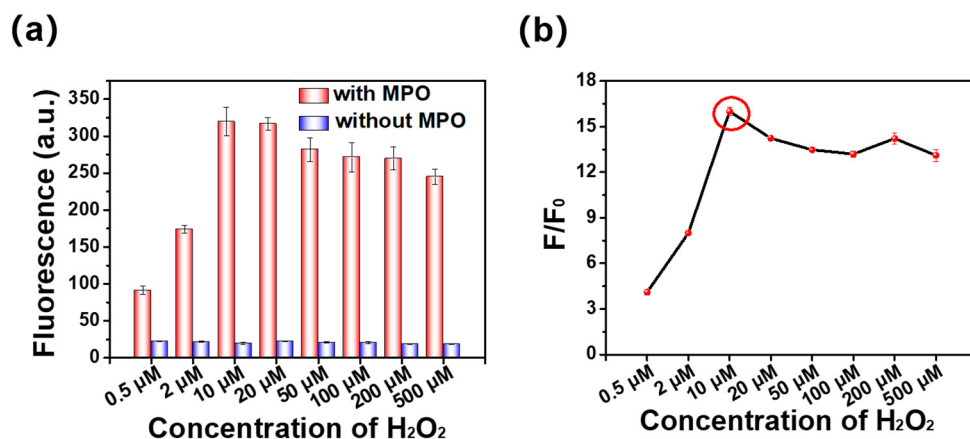 (a)
Fluorescence (a.u.)
350
300
250
200
150
100
50
0
with MPO
without MPO
0.5 µM
2 µM
10 µM
20 µM
50 µM
100 µM
200 µM
500 µM
Concentration of H₂O₂
(b)
F/F₀
18
15
12
9
6
3
0
0.5 µM
2 µM
10 µM
20 µM
50 µM
100 µM
200 µM
500 µM
Concentration of H₂O₂